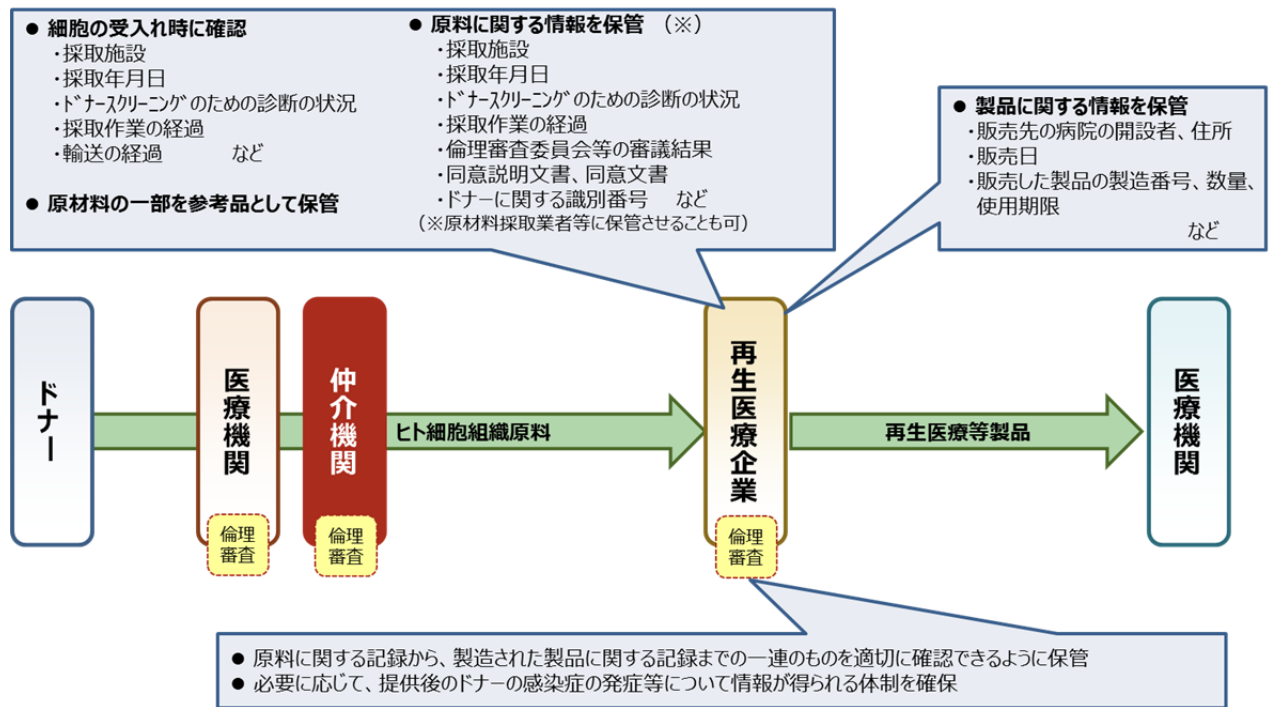 ● 細胞の受入れ時に確認
・採取施設
・採取年月日
・ﾄﾞﾅｰｽｸﾘｰﾆﾝｸﾞのための診断の状況
・採取作業の経過
・輸送の経過 など
● 原材料の一部を参考品として保管
● 原料に関する情報を保管 （※）
・採取施設
・採取年月日
・ﾄﾞﾅｰｽｸﾘｰﾆﾝｸﾞのための診断の状況
・採取作業の経過
・倫理審査委員会等の審議結果
・同意説明文書、同意文書
・ドナーに関する識別番号 など
（※原材料採取業者等に保管させることも可）
● 製品に関する情報を保管
・販売先の病院の開設者、住所
・販売日
・販売した製品の製造番号、数量、
使用期限
など
ドナー
医療機関
倫理
審査
仲介機関
倫理
審査
ヒト細胞組織原料
再生医療企業
倫理
審査
再生医療等製品
医療機関
● 原料に関する記録から、製造された製品に関する記録までの一連のものを適切に確認できるように保管
● 必要に応じて、提供後のドナーの感染症の発症等について情報が得られる体制を確保